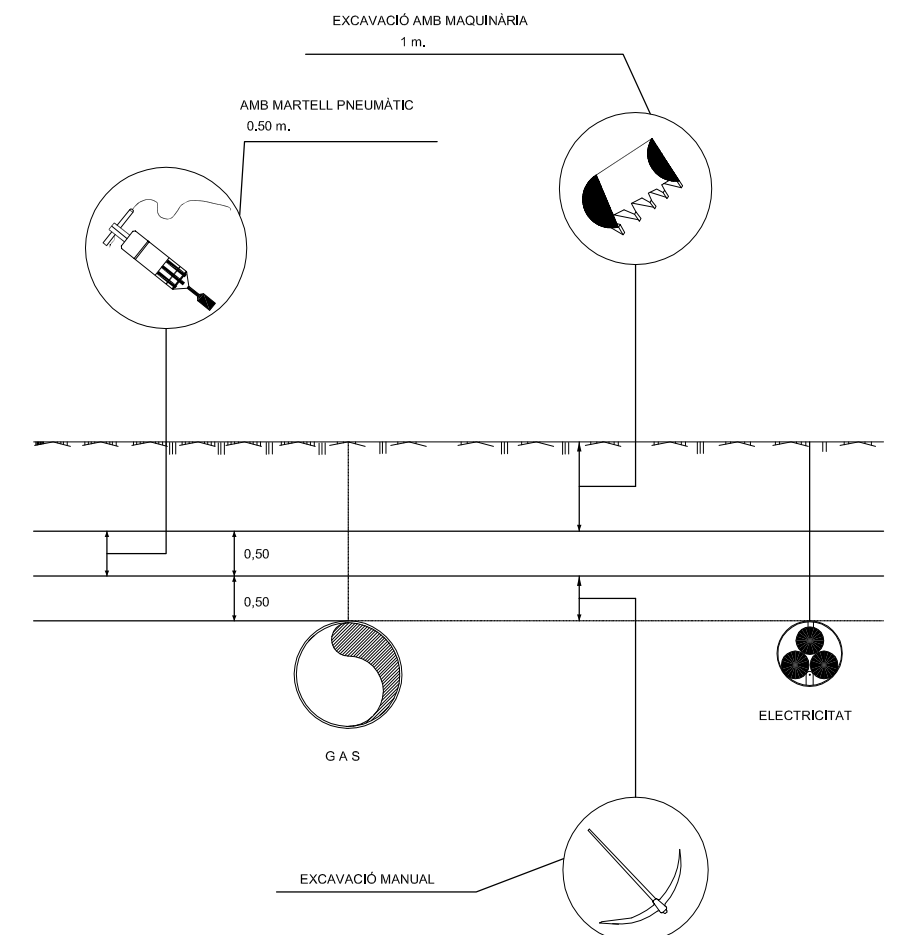 EXCAVACIÓ AMB MAQUINÀRIA
1 m.
AMB MARTELL PNEUMÀTIC
0.50 m.
0,50
0,50
ELECTRICITAT
G A S
EXCAVACIÓ MANUAL